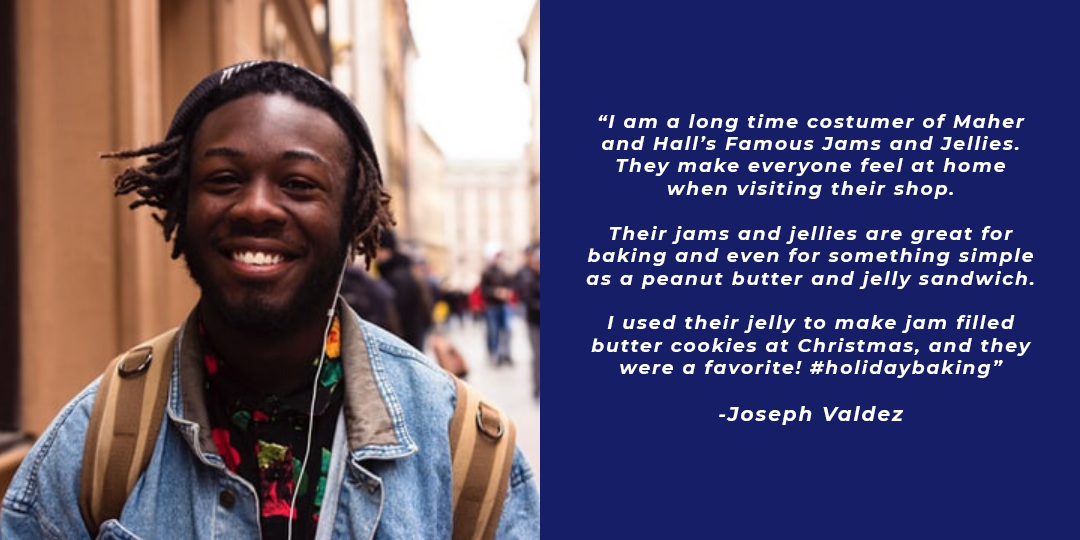 “I am a long time costumer of Maher
and Hall’s Famous Jams and Jellies.
They make everyone feel at home
when visiting their shop.
Their jams and jellies are great for
baking and even for something simple
as a peanut butter and jelly sandwich.
I used their jelly to make jam filled
butter cookies at Christmas, and they
were a favorite! #holidaybaking”
-Joseph Valdez